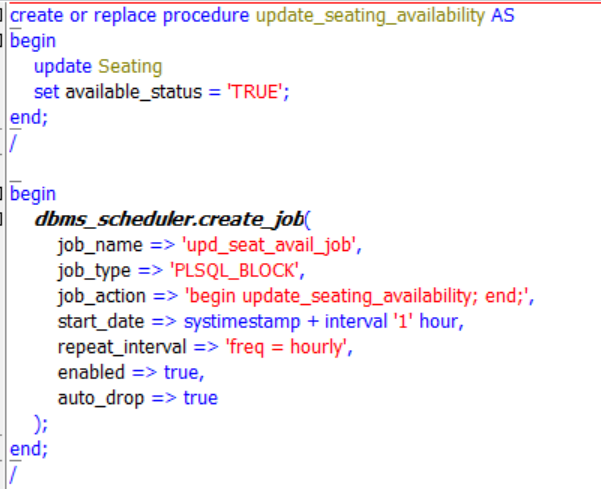 create or replace procedure update_seating_availability AS
begin
update Seating
set available_status = 'TRUE';
end;
/
begin
dbms_scheduler.create_job(
job_name => 'upd_seat_avail_job',
job_type => 'PLSQL_BLOCK',
job_action => 'begin update_seating_availability; end;',
start_date => systimestamp + interval '1' hour,
repeat_interval => 'freq = hourly',
enabled => true,
auto_drop => true
);
end;
/